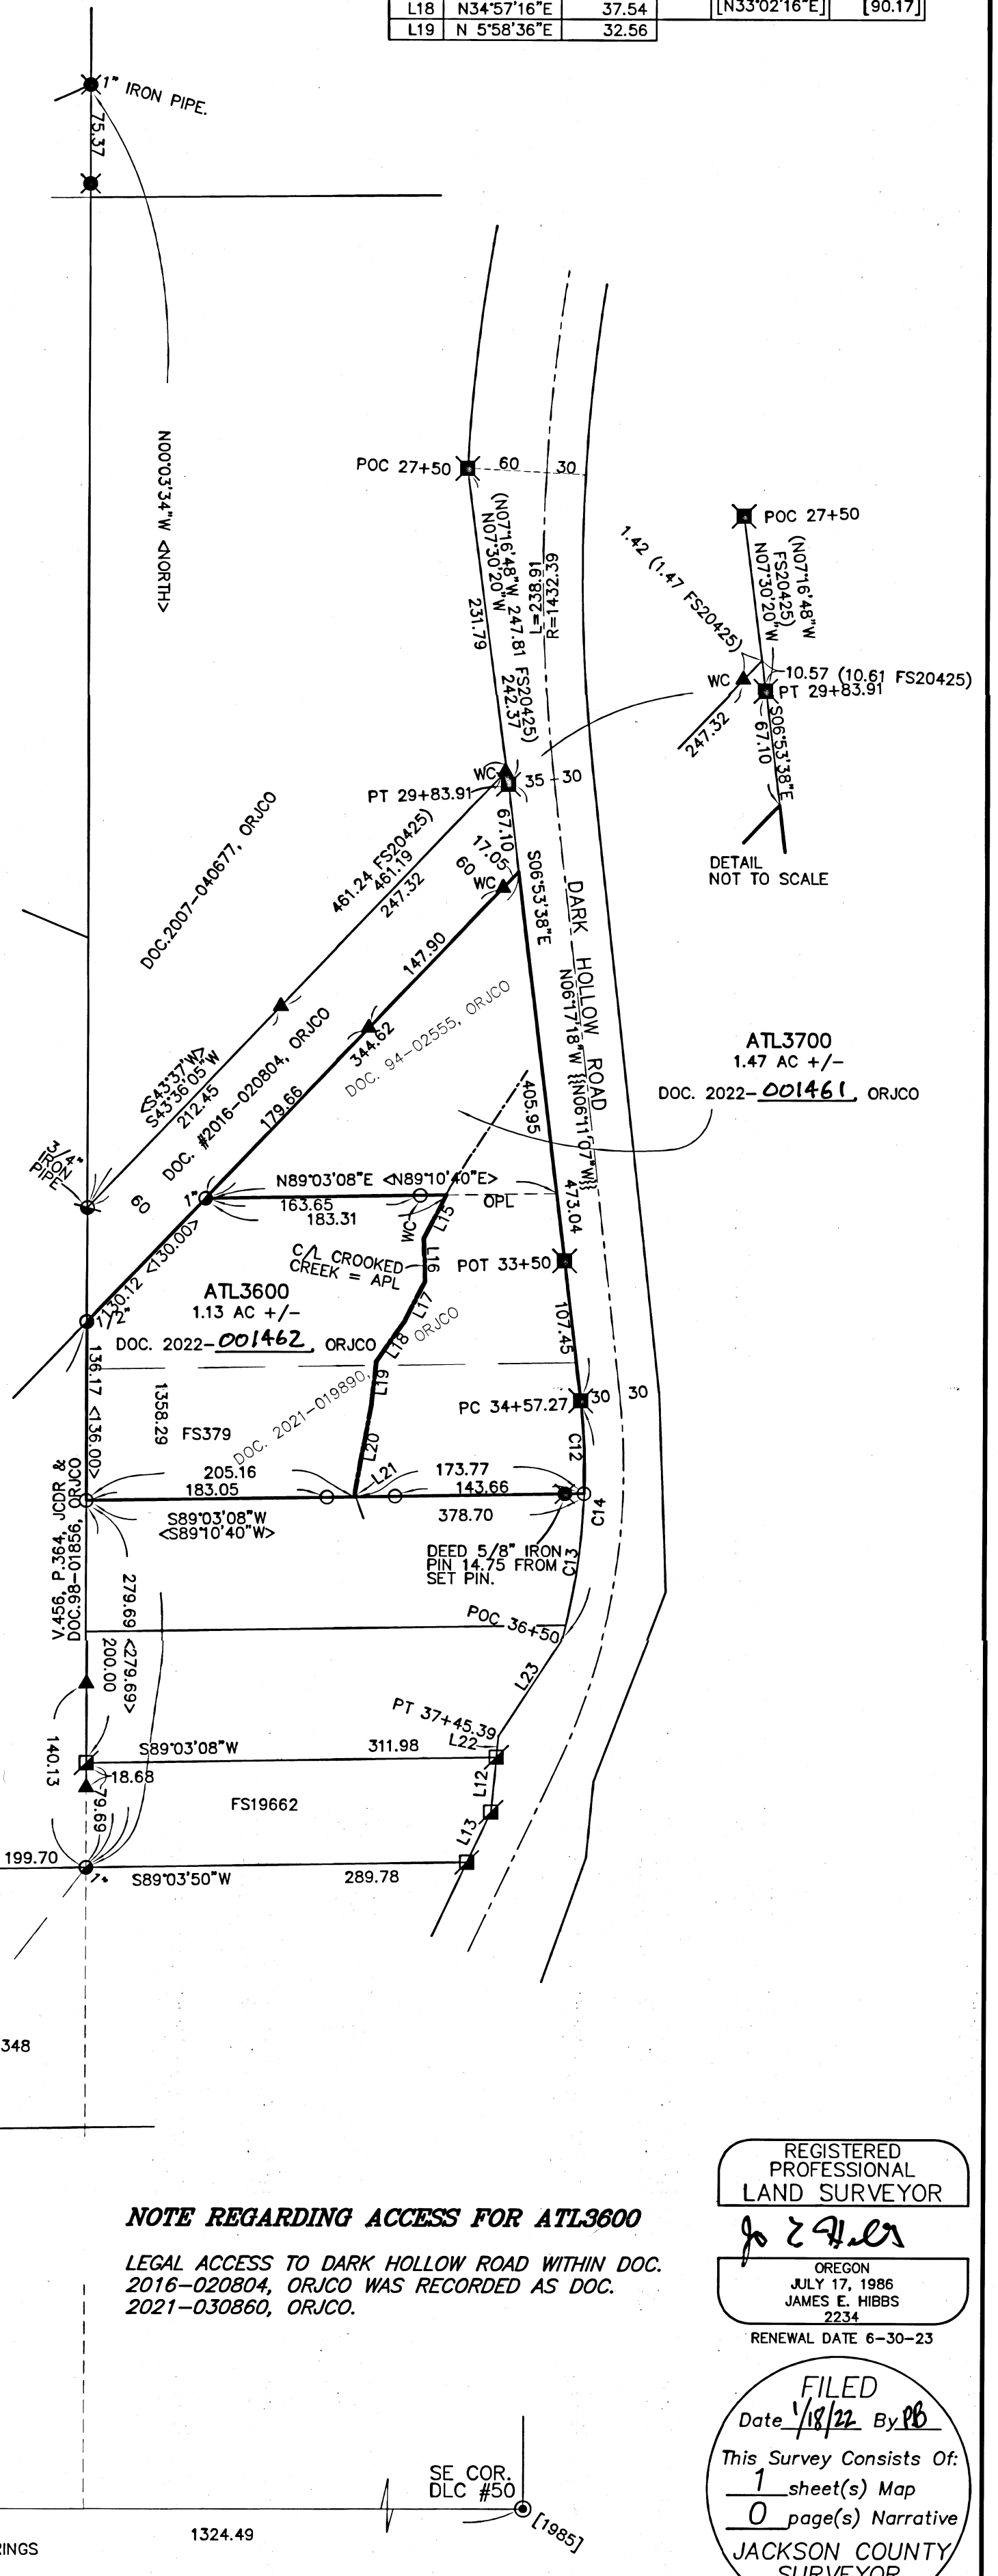 L18 N34°57'16"E 37.54 [N33°02'16"E] [90.17]
L19 N 5°58'36"E 32.56
1" IRON PIPE.
75.37
N00°03'34"W <NORTH>
POC 27+50
60
30
(N07°16'48"W 247.81 FS20425)
N07°30'20"W 242.37
231.79
L=238.91
R=1432.39
POC 27+50
(N07°16'48"W
FS20425)
N07°30'20"W
1.42 (1.47 FS20425)
WC
10.57 (10.61 FS20425)
PT 29+83.91
247.32
67.10
S06°53'38"E
DETAIL
NOT TO SCALE
WC
PT 29+83.91
35
30
67.10
17.05
60
WC
S06°53'38"E
DOC.2007-040677, ORJCO
461.24 FS20425)
461.19
247.32
147.90
DARK HOLLOW ROAD
N06°17'18"W {{N06°11'07"W}}
DOC. 94-02555, ORJCO
344.62
179.66
DOC. #2016-020804, ORJCO
<S43°37'W>
S43°36'05"W
212.45
3/4"
IRON
PIPE
60
405.95
473.04
ATL3700
1.47 AC +/-
DOC. 2022-001461, ORJCO
1"
N89°03'08"E <N89°10'40"E>
163.65
183.31
OPL
WC
L15
L16
L17
L18
L19
L20
L21
C/L CROOKED
CREEK = APL
POT 33+50
107.45
130.12 <130.00>
1/2"
ATL3600
1.13 AC +/-
DOC. 2022-001462, ORJCO
136.17 <136.00>
1358.29
FS379
DOC. 2021-019890, ORJCO
PC 34+57.27
30
30
C12
205.16
183.05
173.77
143.66
S89°03'08"W
<S89°10'40"W>
378.70
C14
C13
DEED 5/8" IRON
PIN 14.75 FROM
SET PIN.
V.456, P.364, JCDR &
DOC.98-01856, ORJCO
279.69 <279.69>
200.00
POC 36+50
L23
PT 37+45.39
L22
S89°03'08"W
311.98
140.13
18.68
79.69
L12
L13
FS19662
199.70
1"
S89°03'50"W
289.78
348
NOTE REGARDING ACCESS FOR ATL3600
LEGAL ACCESS TO DARK HOLLOW ROAD WITHIN DOC.
2016-020804, ORJCO WAS RECORDED AS DOC.
2021-030860, ORJCO.
REGISTERED
PROFESSIONAL
LAND SURVEYOR
OREGON
JULY 17, 1986
JAMES E. HIBBS
2234
RENEWAL DATE 6-30-23
FILED
Date 1/18/22 By PB
This Survey Consists Of:
1 sheet(s) Map
0 page(s) Narrative
JACKSON COUNTY
SURVEYOR
SE COR.
DLC #50
[1985]
1324.49
RINGS